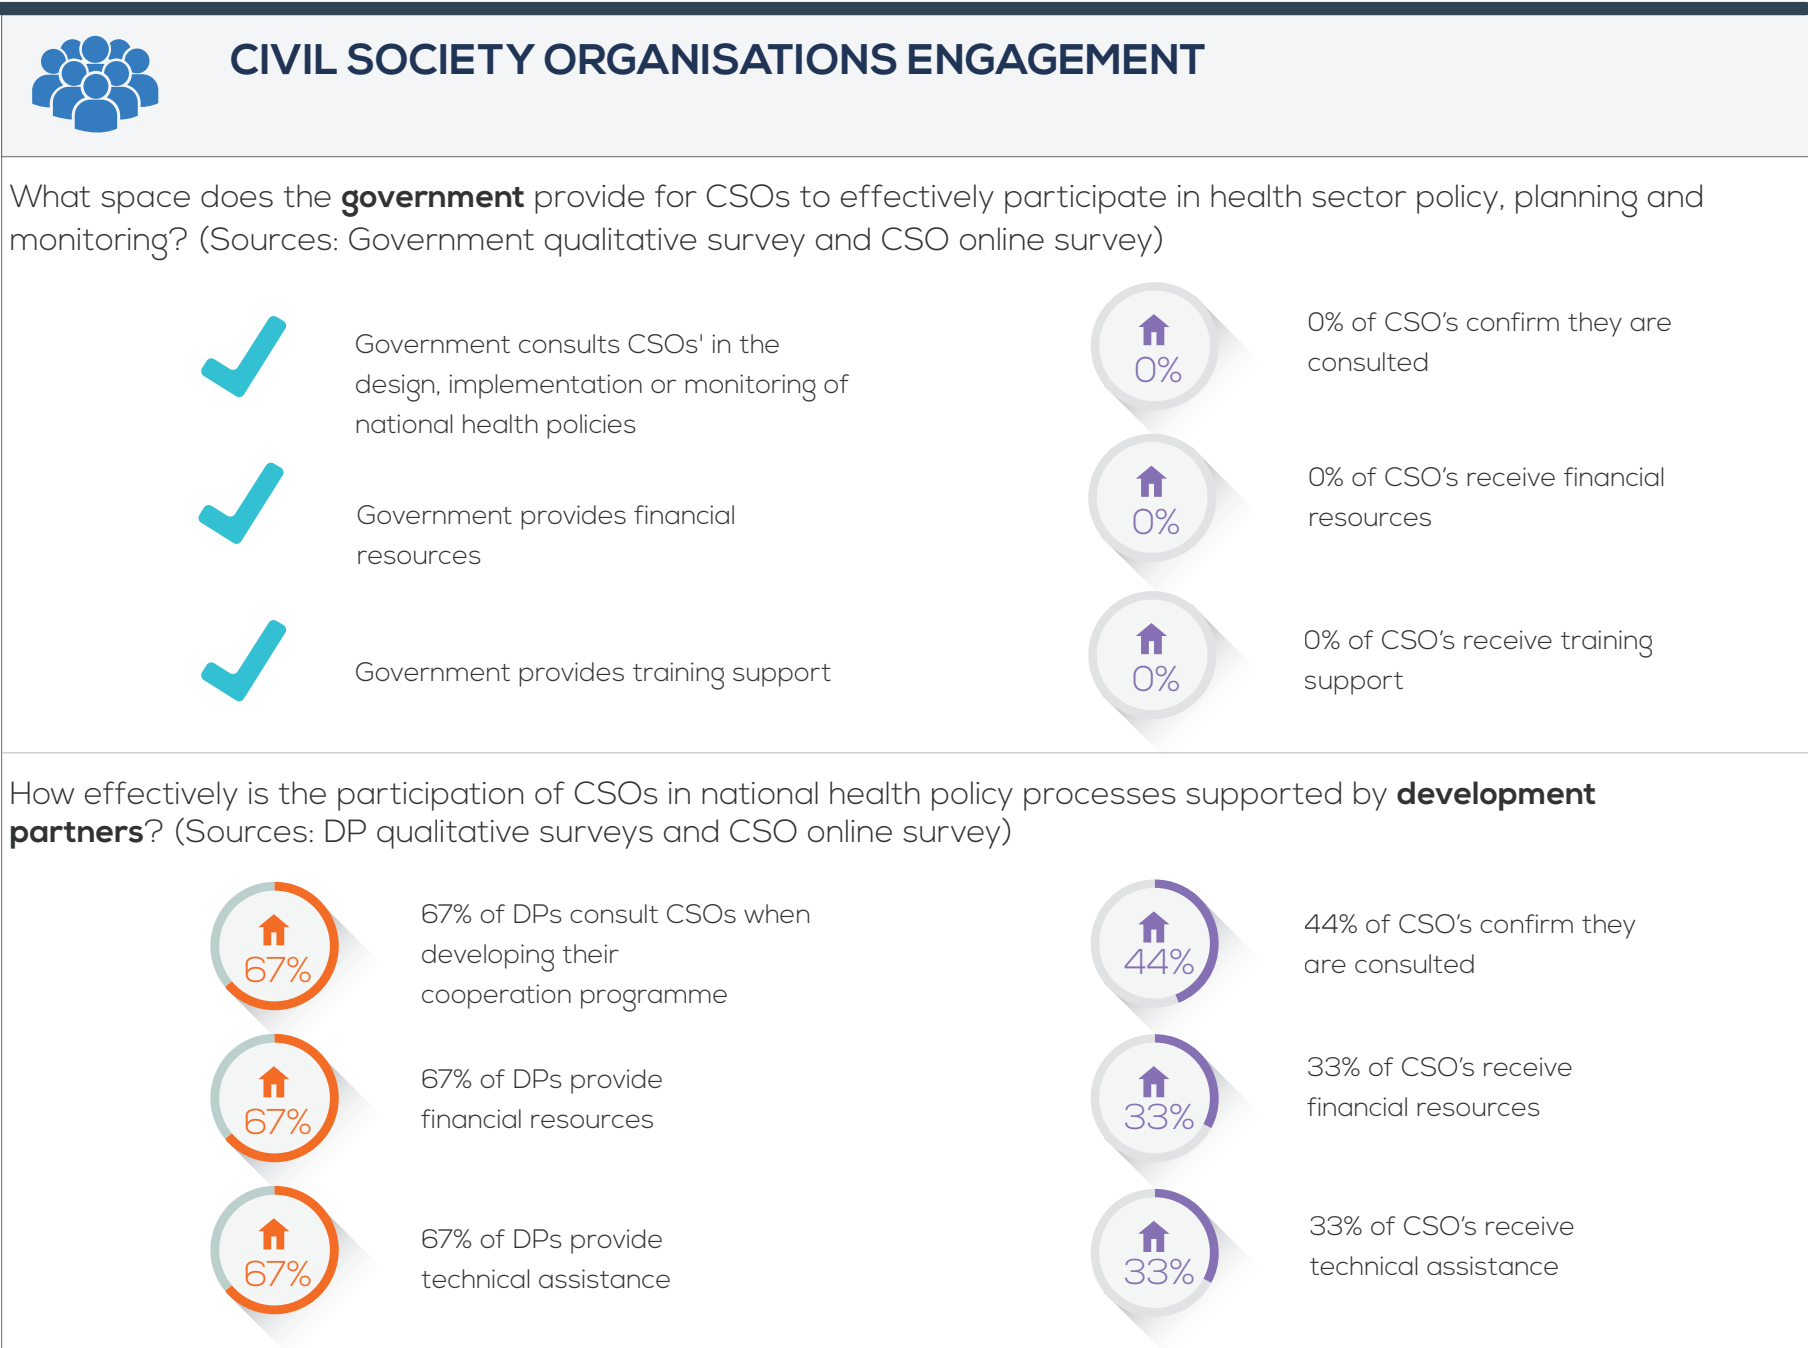 CIVIL SOCIETY ORGANISATIONS ENGAGEMENT
What space does the government provide for CSOs to effectively participate in health sector policy, planning and
monitoring? (Sources: Government qualitative survey and CSO online survey)
Government consults CSOs' in the
design, implementation or monitoring of
national health policies
0%
0% of CSO’s confirm they are
consulted
Government provides financial
resources
0%
0% of CSO’s receive financial
resources
Government provides training support
0%
0% of CSO’s receive training
support
How effectively is the participation of CSOs in national health policy processes supported by development
partners? (Sources: DP qualitative surveys and CSO online survey)
67%
67% of DPs consult CSOs when
developing their
cooperation programme
44%
44% of CSO’s confirm they
are consulted
67%
67% of DPs provide
financial resources
33%
33% of CSO’s receive
financial resources
67%
67% of DPs provide
technical assistance
33%
33% of CSO’s receive
technical assistance